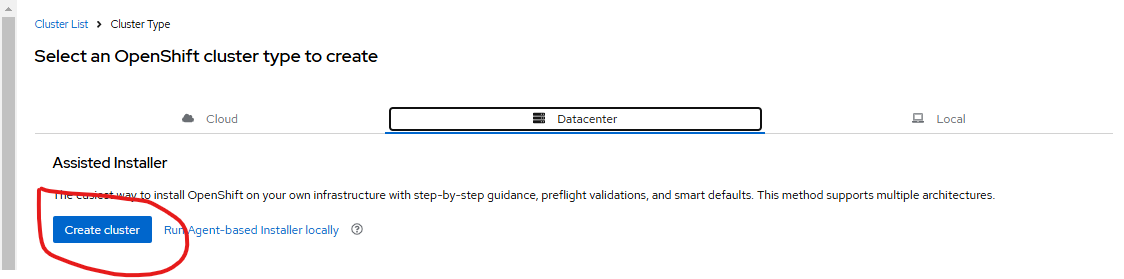 Cluster List > Cluster Type
Select an OpenShift cluster type to create
Cloud Datacenter Local
Assisted Installer
The easiest way to install OpenShift on your own infrastructure with step-by-step guidance, preflight validations, and smart defaults. This method supports multiple architectures.
Create cluster Run Agent-based Installer locally ?